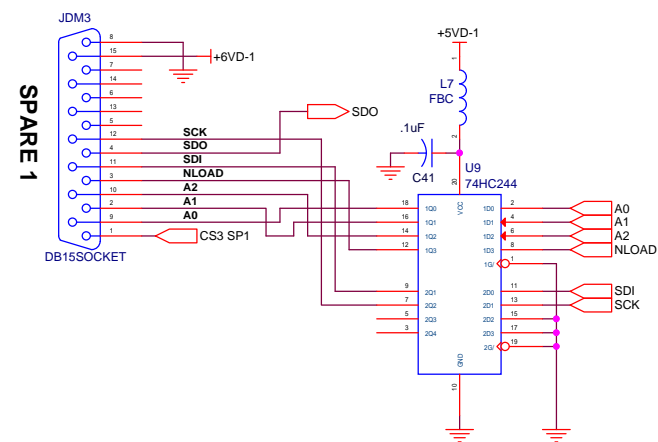 JDM3
8
15
7
14
6
13
5
12
4
11
3
10
2
9
1
SPARE 1
DB15SOCKET
+6VD-1
SDO
SCK
SDO
SDI
NLOAD
A2
A1
A0
CS3 SP1
+5VD-1
1
L7
FBC
2
.1uF
C41
U9
74HC244
20
VCC
18 1Q0 1D0 2 A0
16 1Q1 1D1 4 A1
14 1Q2 1D2 6 A2
12 1Q3 1D3 8 NLOAD
1G/ 1
9 2Q1 2D0 11 SDI
7 2Q2 2D1 13 SCK
5 2Q3 2D2 15
3 2Q4 2D3 17
2G/ 19
GND
10